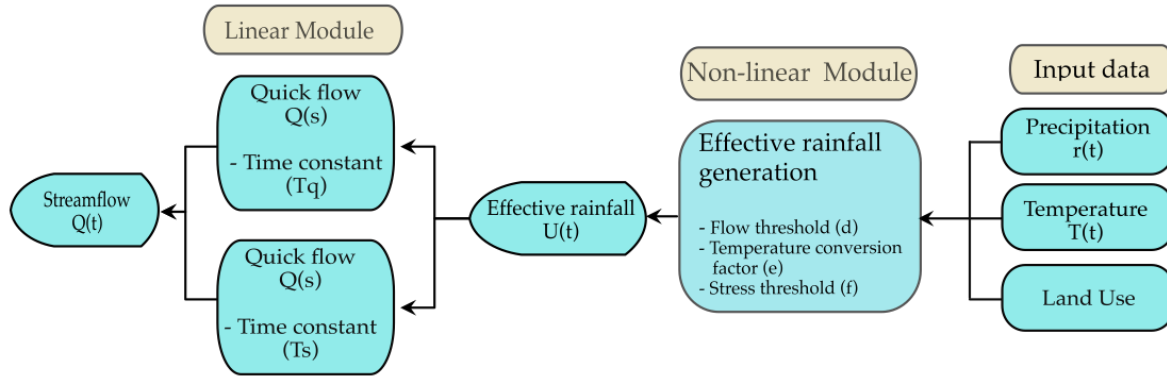 Linear Module
Quick flow
Q(s)
- Time constant
(Tq)
Quick flow
Q(s)
- Time constant
(Ts)
Streamflow
Q(t)
Effective rainfall
U(t)
Non-linear Module
Effective rainfall
generation
- Flow threshold (d)
- Temperature conversion
factor (e)
- Stress threshold (f)
Input data
Precipitation
r(t)
Temperature
T(t)
Land Use